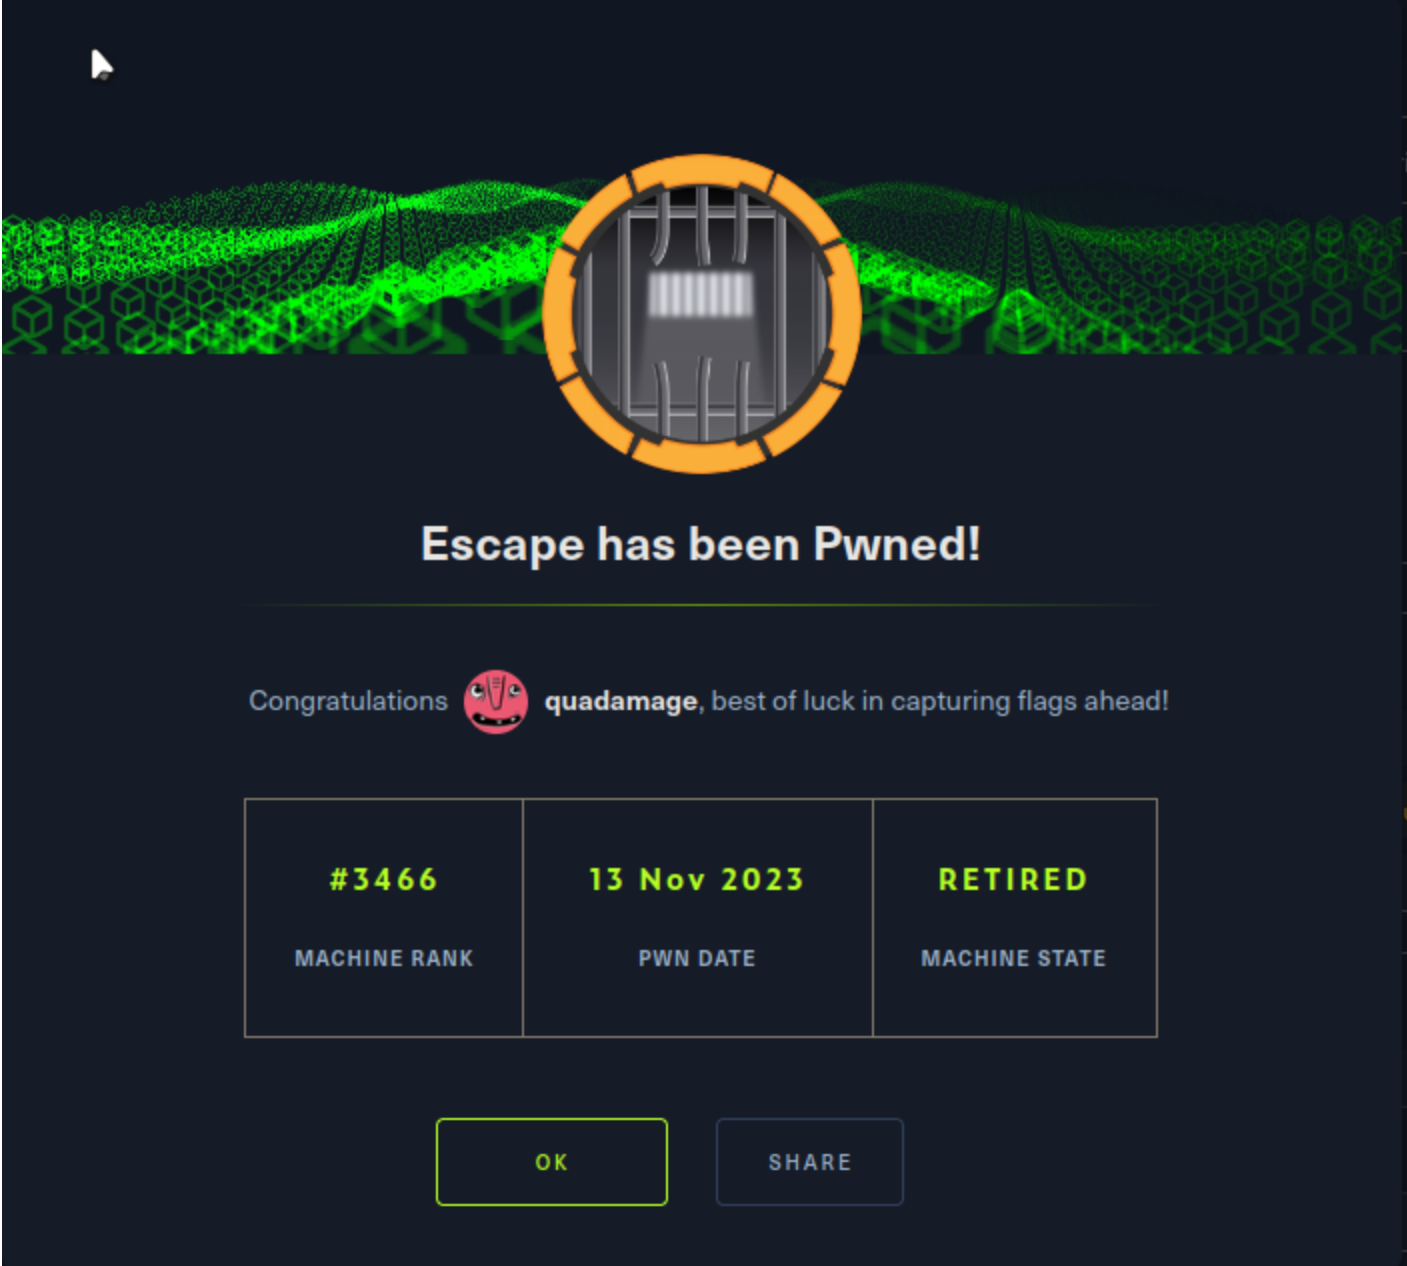 Escape has been Pwned!
Congratulations quadamage, best of luck in capturing flags ahead!
#3466
MACHINE RANK
13 Nov 2023
PWN DATE
RETIRED
MACHINE STATE
OK
SHARE